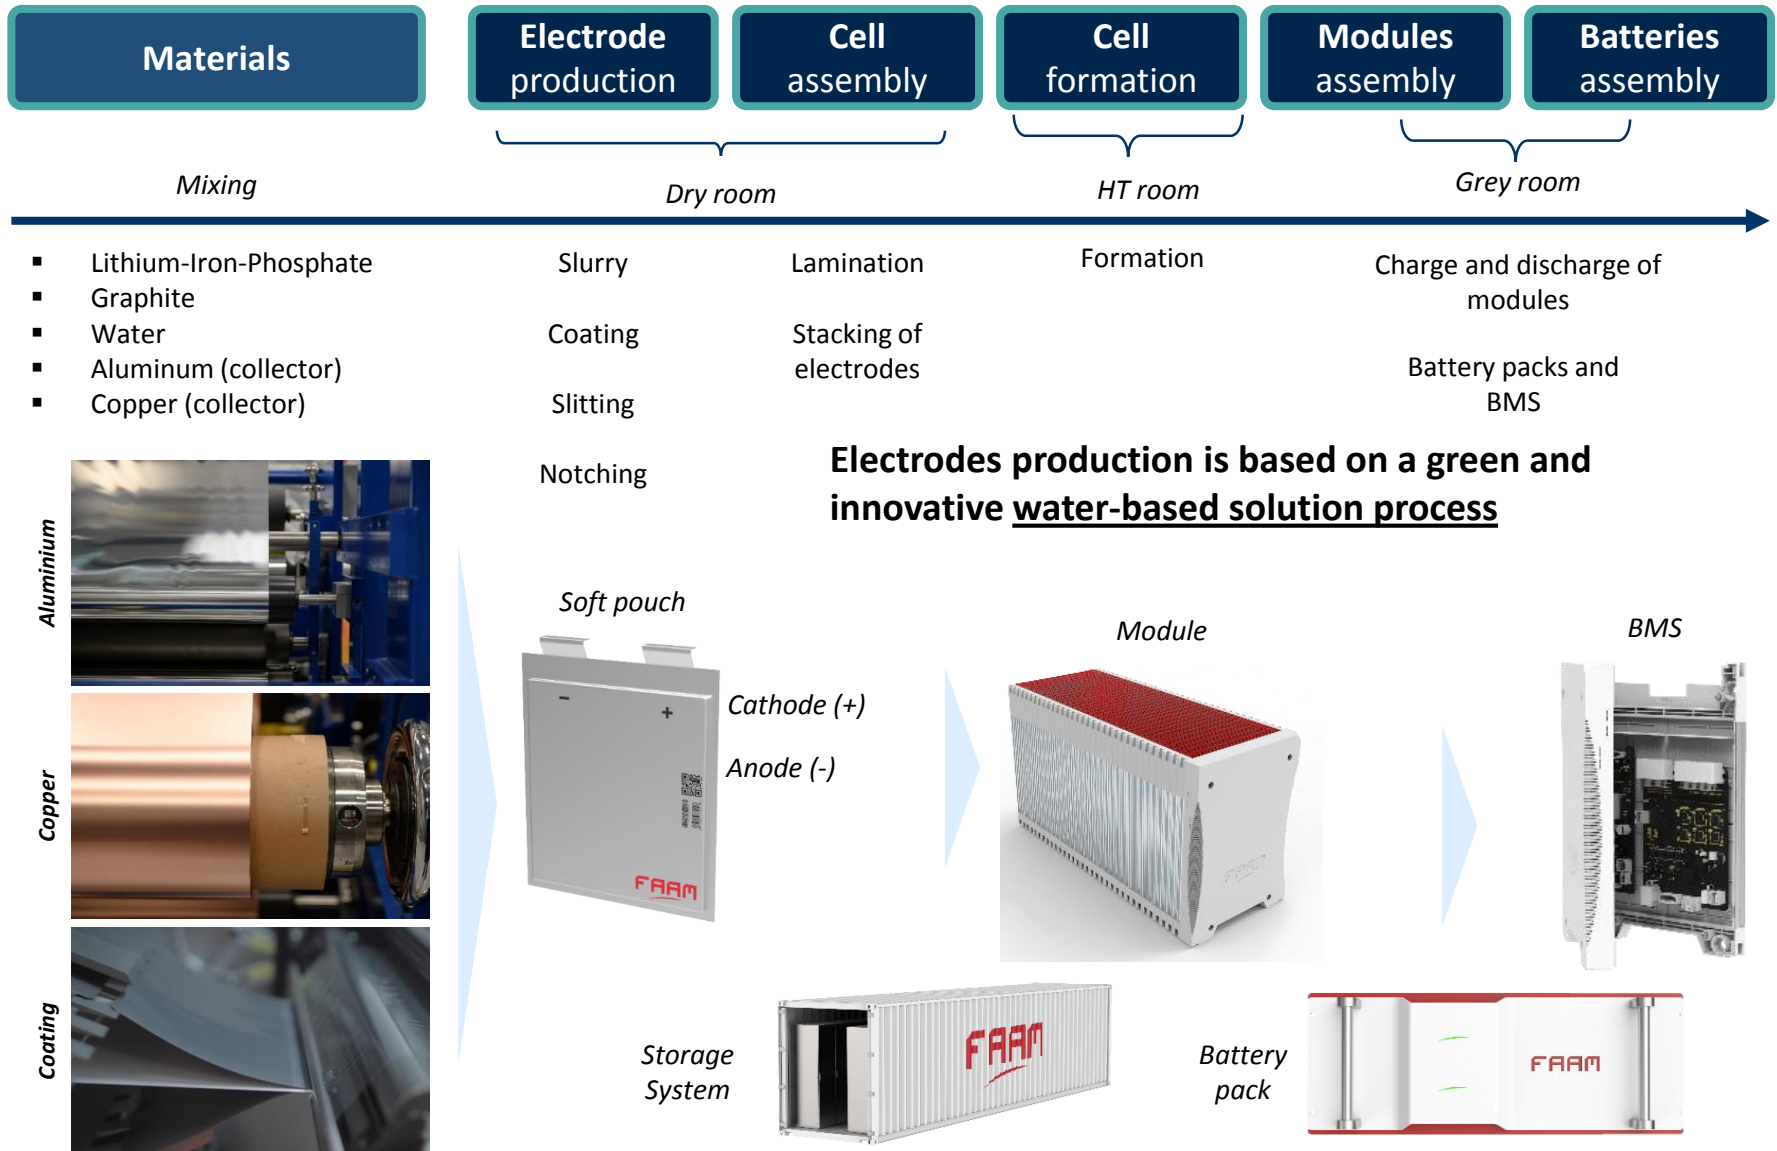 Materials
Electrode
production
Cell
assembly
Cell
formation
Modules
assembly
Batteries
assembly
Mixing
Dry room
HT room
Grey room
▪ Lithium-Iron-Phosphate
▪ Graphite
▪ Water
▪ Aluminum (collector)
▪ Copper (collector)
Slurry
Coating
Slitting
Notching
Lamination
Stacking of
electrodes
Formation
Charge and discharge of
modules
Battery packs and
BMS
Electrodes production is based on a green and
innovative water-based solution process
Aluminium
Copper
Coating
Soft pouch
- +
Cathode (+)
Anode (-)
FAAM
Module
FAAM
BMS
Storage
System
FAAM
Battery
pack
FAAM